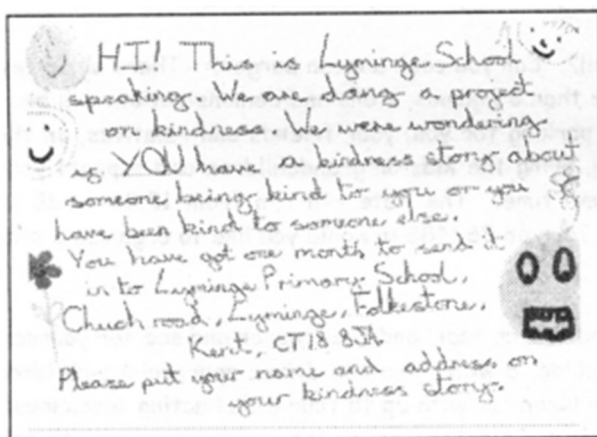 HI! This is Lyminge School
speaking. We are doing a project
on kindness. We were wondering
if YOU have a kindness story about
someone being kind to you or you
have been kind to someone else.
You have got one month to send it
in to Lyminge Primary School,
Chuch road, Lyminge, Folkestone,
Kent, CT18 8JA
Please put your name and address on
your kindness story.